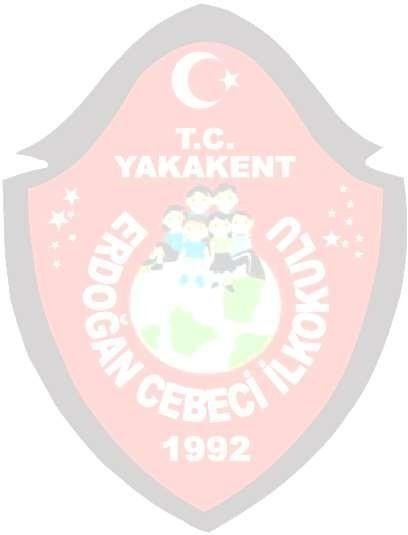 T.C.
YAKAKENT
ERDOĞAN CEBECİ İLKOKULU
1992